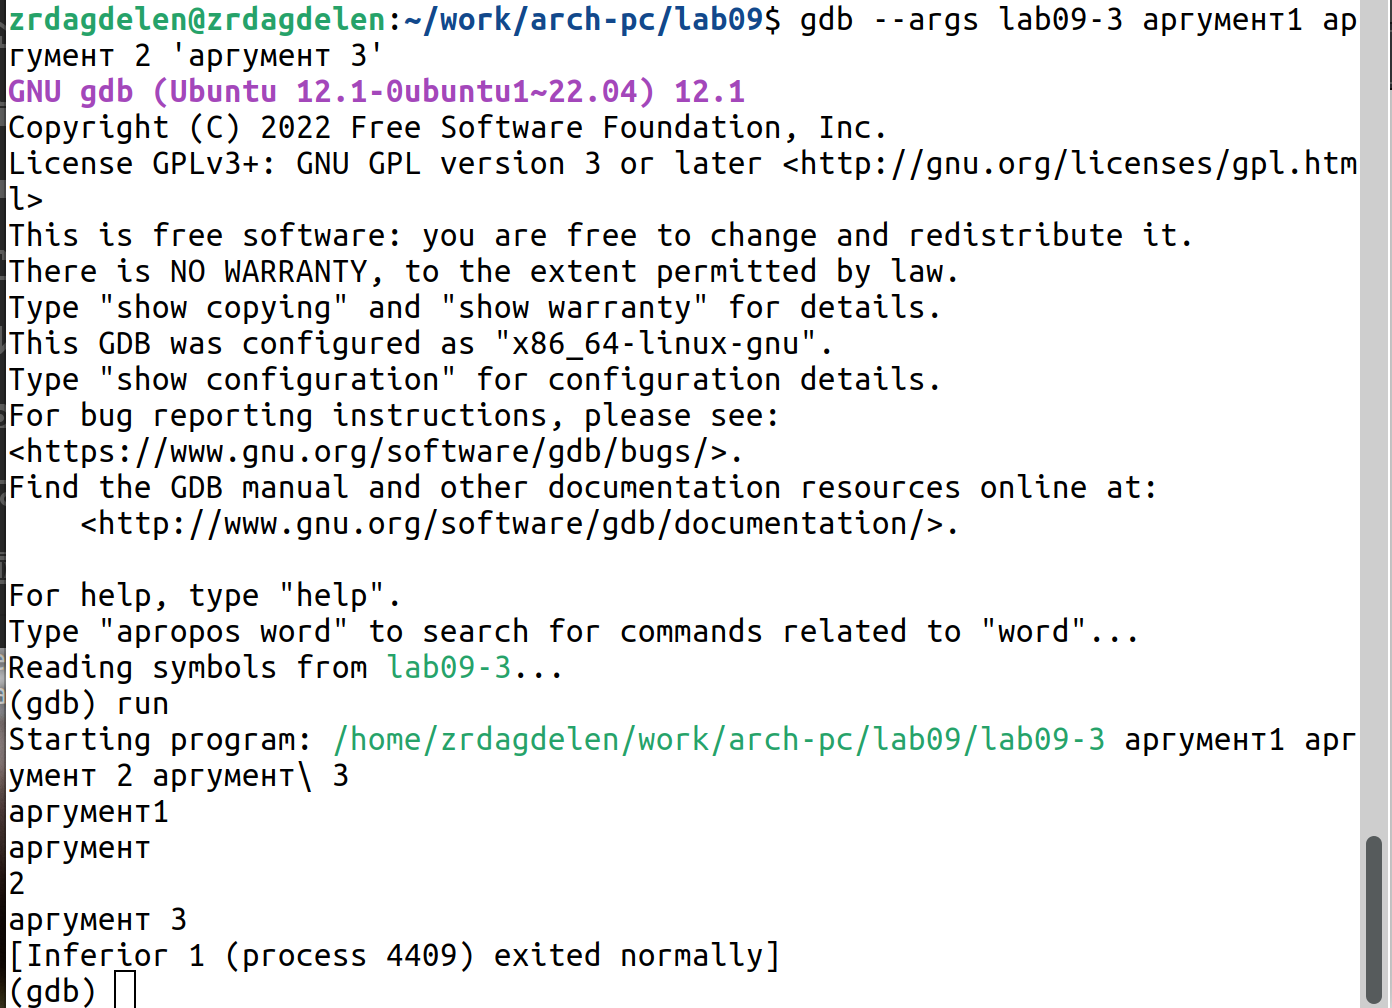 zrdagdelen@zrdagdelen:~/work/arch-pc/lab09$ gdb --args lab09-3 аргумент1 ар
гумент 2 'аргумент 3'
GNU gdb (Ubuntu 12.1-0ubuntu1~22.04) 12.1
Copyright (C) 2022 Free Software Foundation, Inc.
License GPLv3+: GNU GPL version 3 or later <http://gnu.org/licenses/gpl.htm
l>
This is free software: you are free to change and redistribute it.
There is NO WARRANTY, to the extent permitted by law.
Type "show copying" and "show warranty" for details.
This GDB was configured as "x86_64-linux-gnu".
Type "show configuration" for configuration details.
For bug reporting instructions, please see:
<https://www.gnu.org/software/gdb/bugs/>.
Find the GDB manual and other documentation resources online at:
    <http://www.gnu.org/software/gdb/documentation/>.

For help, type "help".
Type "apropos word" to search for commands related to "word"...
Reading symbols from lab09-3...
(gdb) run
Starting program: /home/zrdagdelen/work/arch-pc/lab09/lab09-3 аргумент1 арг
умент 2 аргумент\ 3
аргумент1
аргумент
2
аргумент 3
[Inferior 1 (process 4409) exited normally]
(gdb)